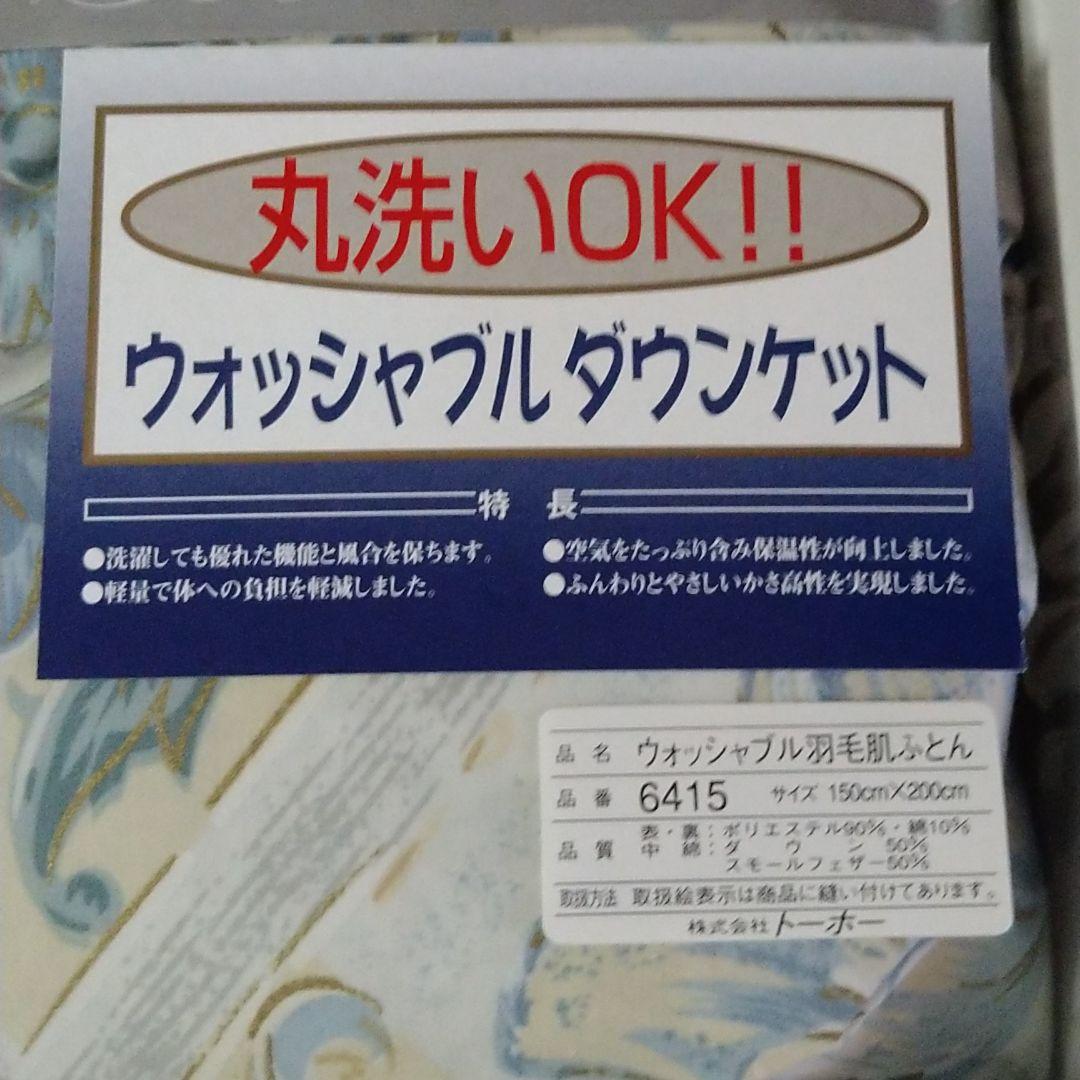 丸洗いOK!!
ウォッシャブル ダウンケット
特 長
●洗濯しても優れた機能と風合を保ちます。
●軽量で体への負担を軽減しました。
●空気をたっぷり含み保温性が向上しました。
●ふんわりとやさしいかさ高性を実現しました。
品名 ウォッシャブル羽毛肌ふとん
品番 6415 サイズ 150cm×200cm
品質 表・裏：ポリエステル90%・綿10%
中綿：ダウン 50%
スモールフェザー50%
取扱方法 取扱絵表示は商品に縫い付けてあります。
株式会社トーホー